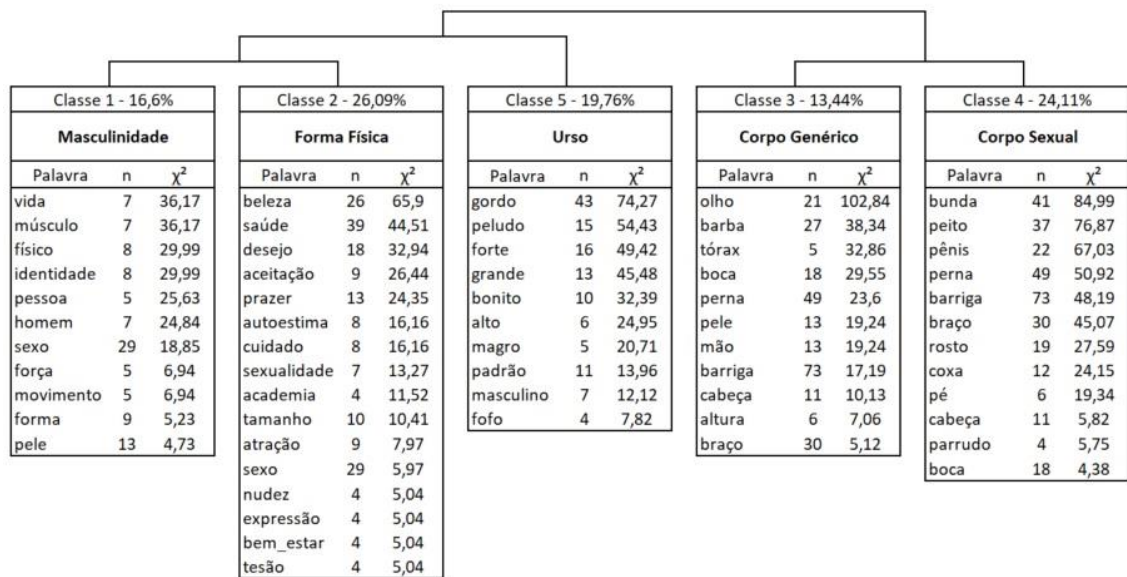 Classe 1 - 16,6%
Masculinidade
Palavra n χ²
vida 7 36,17
músculo 7 36,17
físico 8 29,99
identidade 8 29,99
pessoa 5 25,63
homem 7 24,84
sexo 29 18,85
força 5 6,94
movimento 5 6,94
forma 9 5,23
pele 13 4,73
Classe 2 - 26,09%
Forma Física
Palavra n χ²
beleza 26 65,9
saúde 39 44,51
desejo 18 32,94
aceitação 9 26,44
prazer 13 24,35
autoestima 8 16,16
cuidado 8 16,16
sexualidade 7 13,27
academia 4 11,52
tamanho 10 10,41
atração 9 7,97
sexo 29 5,97
nudez 4 5,04
expressão 4 5,04
bem_estar 4 5,04
tesão 4 5,04
Classe 5 - 19,76%
Urso
Palavra n χ²
gordo 43 74,27
peludo 15 54,43
forte 16 49,42
grande 13 45,48
bonito 10 32,39
alto 6 24,95
magro 5 20,71
padrão 11 13,96
masculino 7 12,12
fofo 4 7,82
Classe 3 - 13,44%
Corpo Genérico
Palavra n χ²
olho 21 102,84
barba 27 38,34
tórax 5 32,86
boca 18 29,55
perna 49 23,6
pele 13 19,24
mão 13 19,24
barriga 73 17,19
cabeça 11 10,13
altura 6 7,06
braço 30 5,12
Classe 4 - 24,11%
Corpo Sexual
Palavra n χ²
bunda 41 84,99
peito 37 76,87
pênis 22 67,03
perna 49 50,92
barriga 73 48,19
braço 30 45,07
rosto 19 27,59
coxa 12 24,15
pé 6 19,34
cabeça 11 5,82
parrudo 4 5,75
boca 18 4,38